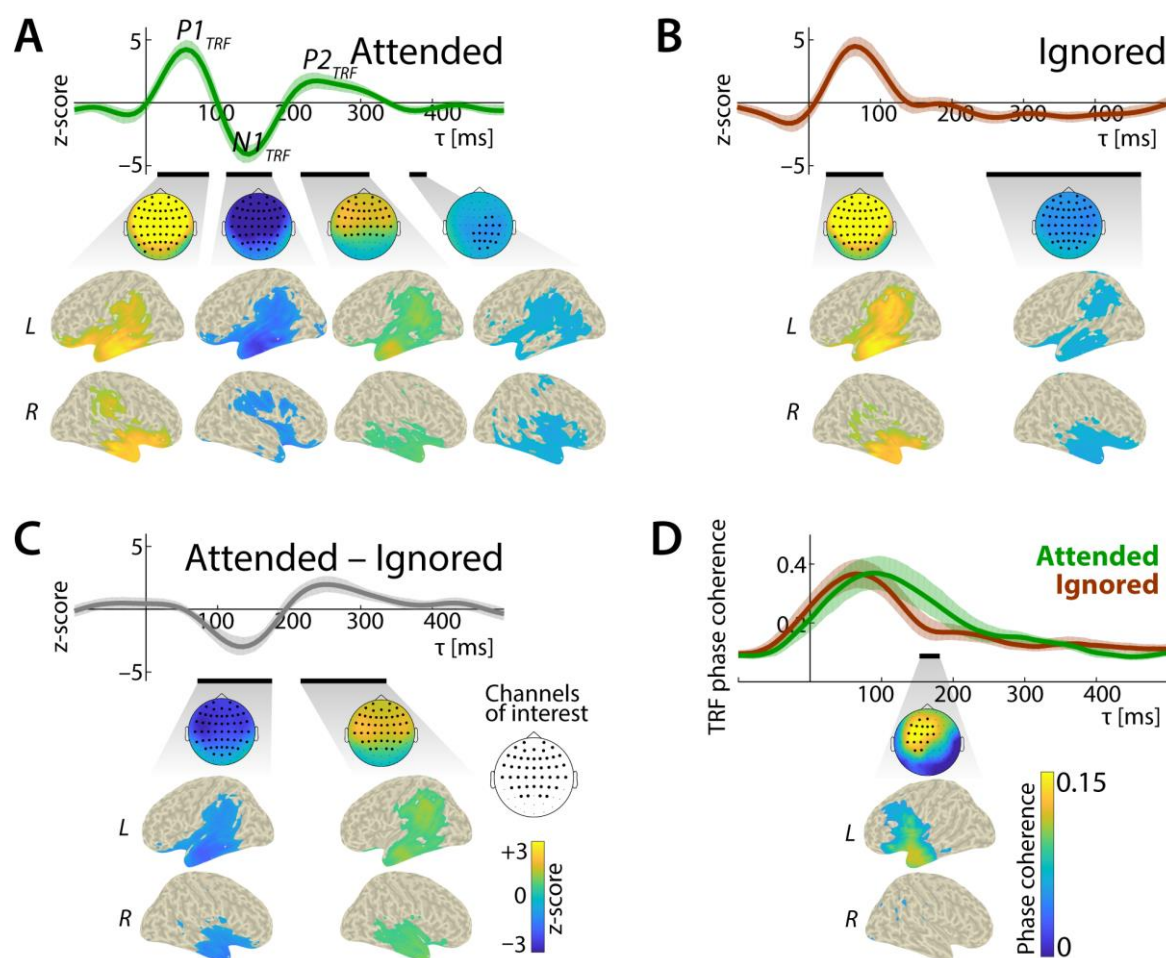 A
P1TRF
P2TRF
N1TRF
Attended
5
−5
z-score
100
200
300
400
τ [ms]
L
R
B
Ignored
5
−5
z-score
100
200
300
400
τ [ms]
L
R
C
Attended – Ignored
5
−5
z-score
100
200
300
400
τ [ms]
Channels
of interest
L
R
+3
0
−3
z-score
D
Attended
Ignored
TRF phase coherence
0.4
0.2
100
200
300
400
τ [ms]
L
R
Phase coherence
0.15
0